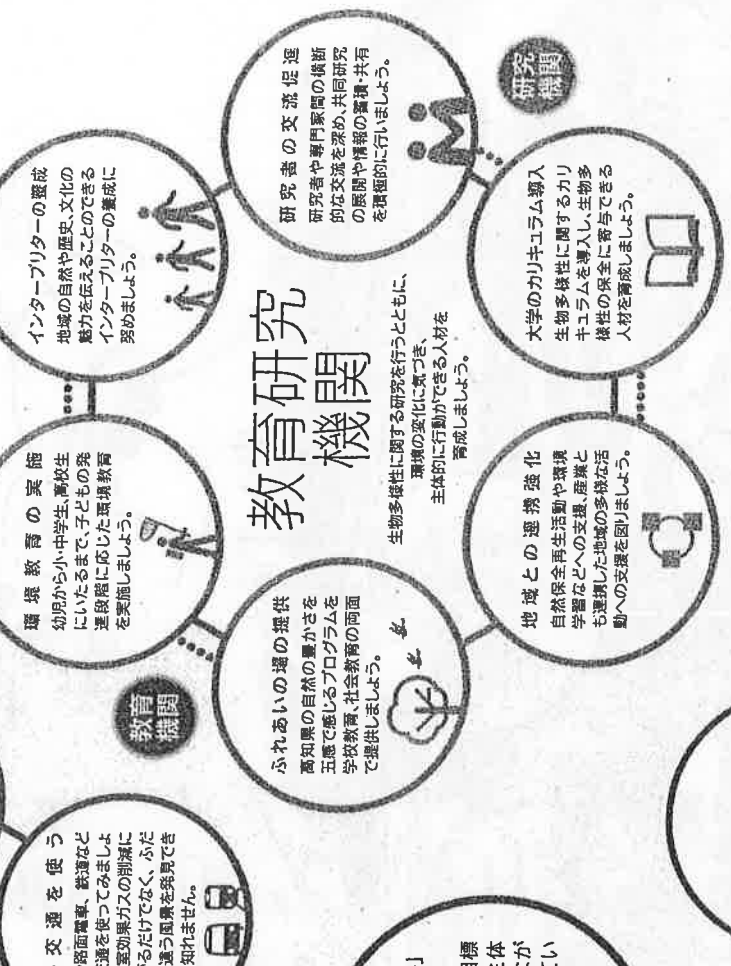 教育研究
機関
生物多様性に関する研究を行うとともに、
環境の変化に気づき、
主体的に行動ができる人材を
育成しましょう。
教育
機関
環境教育の実施
幼児から小・中学生、高校生
にいたるまで、子どもの発
達段階に応じた環境教育
を実施しましょう。
インタープリターの養成
地域の自然や歴史、文化の
魅力を伝えることのできる
インタープリターの養成に
努めましょう。
研究者の交流促進
研究者や専門家間の横断
的な交流を深め、共同研究
の展開や情報の蓄積・共有
を積極的に行いましょう。
研究
機関
大学のカリキュラム導入
生物多様性に関するカリ
キュラムを導入し、生物多
様性の保全に寄与できる
人材を育成しましょう。
地域との連携強化
自然保全再生活動や環境
学習などへの支援、産業と
も連携した地域の多様な活
動への支援を図りましょう。
ふれあいの場の提供
高知県の自然の豊かさを
五感で感じるプログラムを
学校教育、社会教育の両面
で提供しましょう。
交通を使う
路面電車、鉄道など
通を使ってみましょ
室効果ガスの削減に
るだけでなく、ふだ
違う風景を発見でき
知れません。
」
目標
主体
が
てい